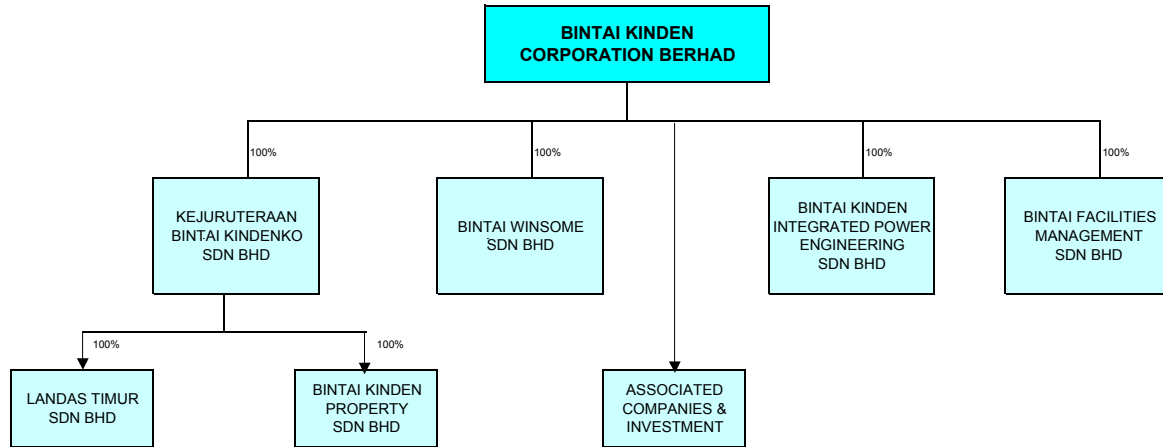 BINTAI KINDEN
CORPORATION BERHAD
100%
100%
100%
100%
KEJURUTERAAN
BINTAI KINDENKO
SDN BHD
BINTAI WINSOME
SDN BHD
BINTAI KINDEN
INTEGRATED POWER
ENGINEERING
SDN BHD
BINTAI FACILITIES
MANAGEMENT
SDN BHD
100%
100%
LANDAS TIMUR
SDN BHD
BINTAI KINDEN
PROPERTY
SDN BHD
ASSOCIATED
COMPANIES &
INVESTMENT